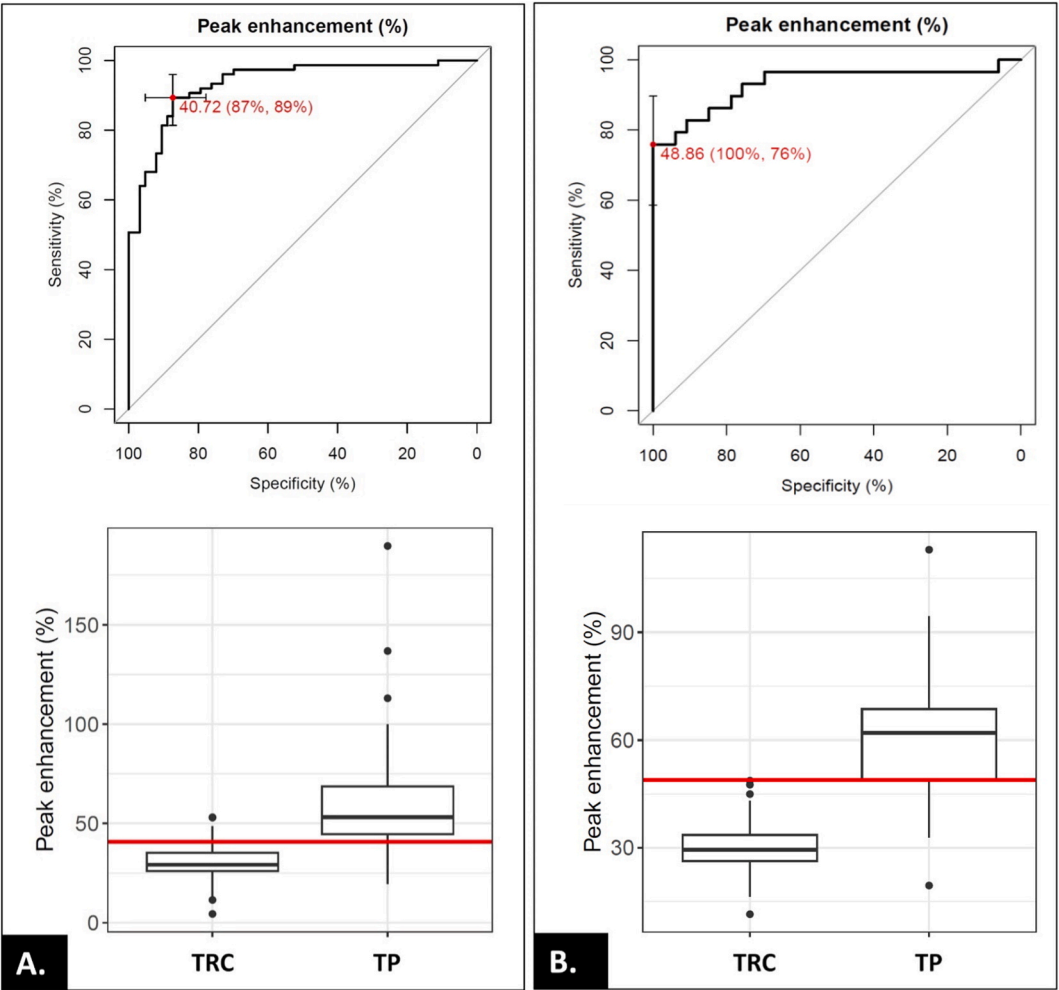 Peak enhancement (%)
Sensitivity (%)
100
80
60
40
20
0
40.72 (87%, 89%)
100 80 60 40 20 0
Specificity (%)
Peak enhancement (%)
150
100
50
0
TRC TP
A.
Peak enhancement (%)
Sensitivity (%)
100
80
60
40
20
0
48.86 (100%, 76%)
100 80 60 40 20 0
Specificity (%)
Peak enhancement (%)
90
60
30
TRC TP
B.